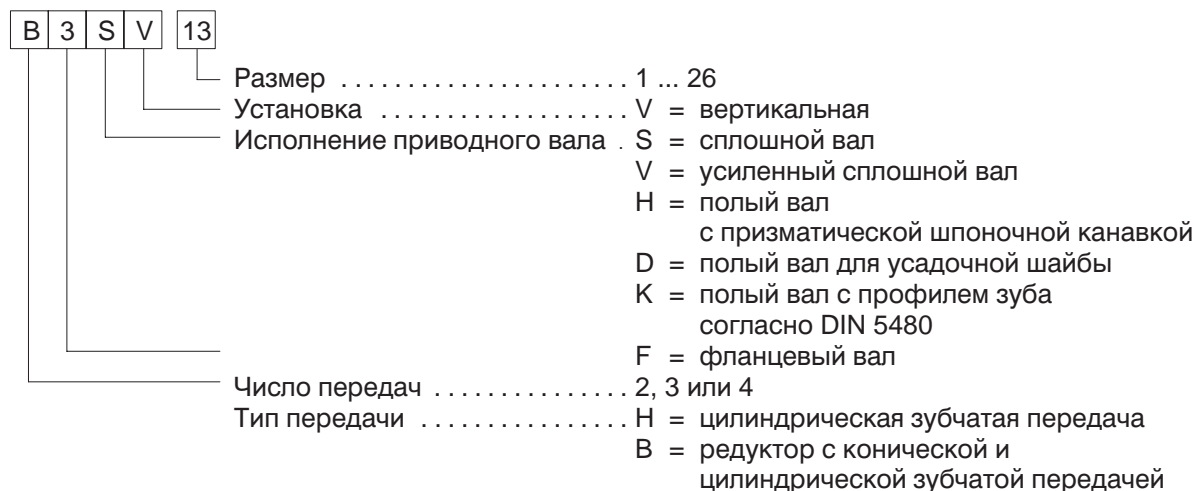 B 3 S V 13
Размер . . . . . . . . . . . . . . . . . . . . . . 1 ... 26
Установка . . . . . . . . . . . . . . . . . . . V = вертикальная
Исполнение приводного вала . S = сплошной вал
V = усиленный сплошной вал
H = полый вал
с призматической шпоночной канавкой
D = полый вал для усадочной шайбы
K = полый вал с профилем зуба
согласно DIN 5480
F = фланцевый вал
Число передач . . . . . . . . . . . . . . . 2, 3 или 4
Тип передачи . . . . . . . . . . . . . . . . H = цилиндрическая зубчатая передача
B = редуктор с конической и
цилиндрической зубчатой передачей